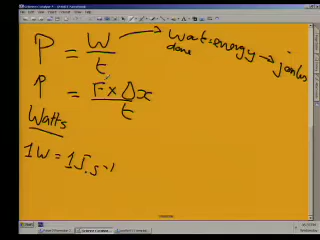 P = W/t → Work = energy → joules
done
P = F × Δx / t
Watts
1W = 1J.s⁻¹